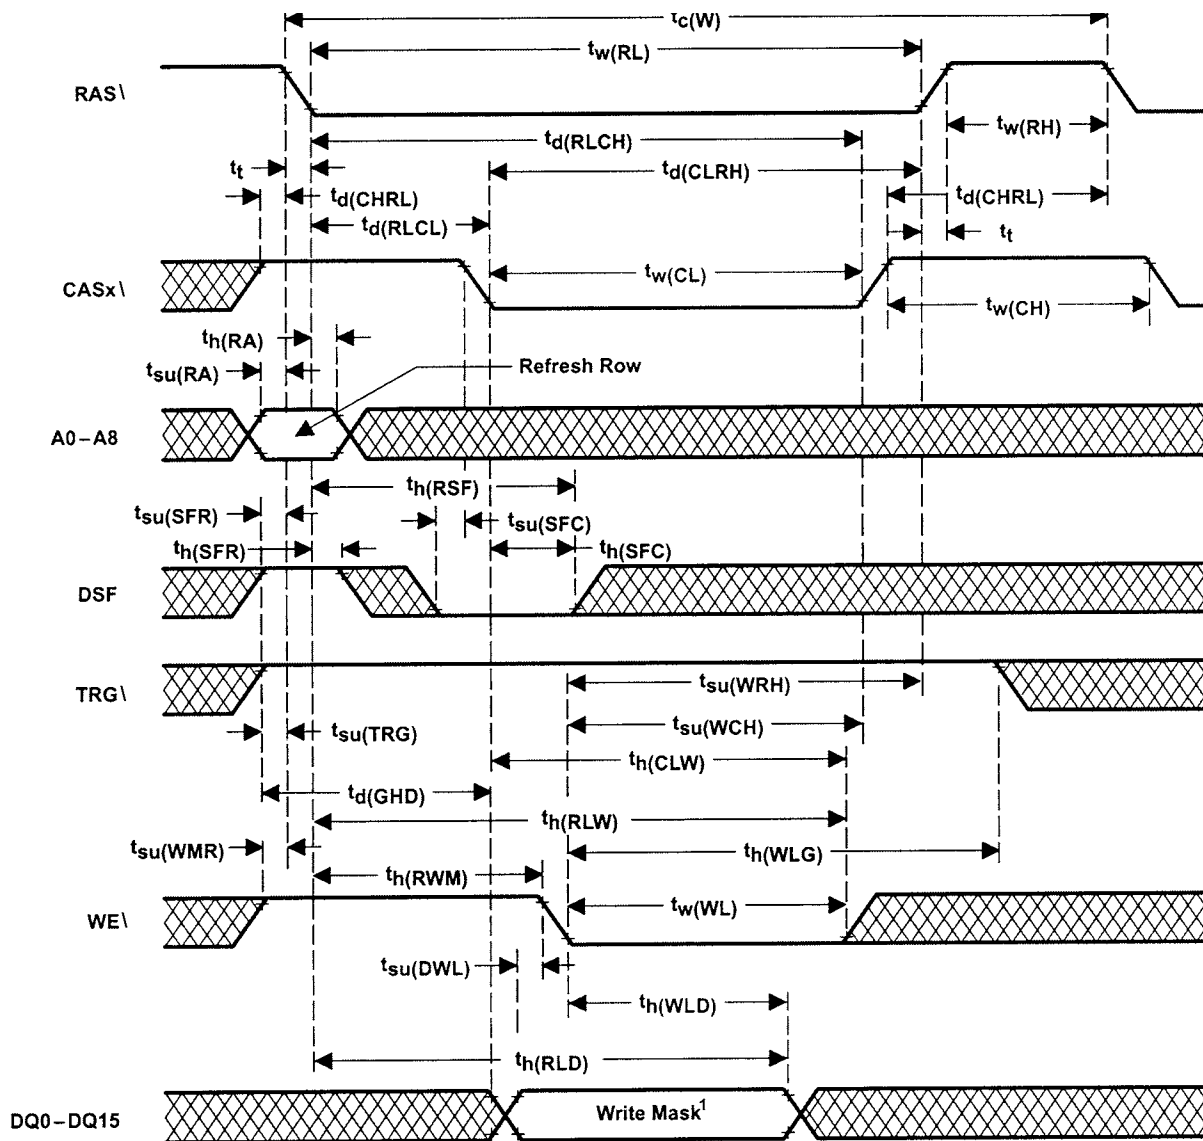 tc(W)
tw(RL)
RAS\
tw(RH)
td(RLCH)
tt
td(CLRH)
td(CHRL)
td(CHRL)
td(RLCL)
tt
CASx\
tw(CL)
tw(CH)
th(RA)
tsu(RA)
Refresh Row
A0–A8
th(RSF)
tsu(SFR)
tsu(SFC)
th(SFR)
th(SFC)
DSF
TRG\
tsu(WRH)
tsu(TRG)
tsu(WCH)
th(CLW)
td(GHD)
th(RLW)
tsu(WMR)
th(WLG)
th(RWM)
WE\
tw(WL)
tsu(DWL)
th(WLD)
th(RLD)
DQ0–DQ15
Write Mask1